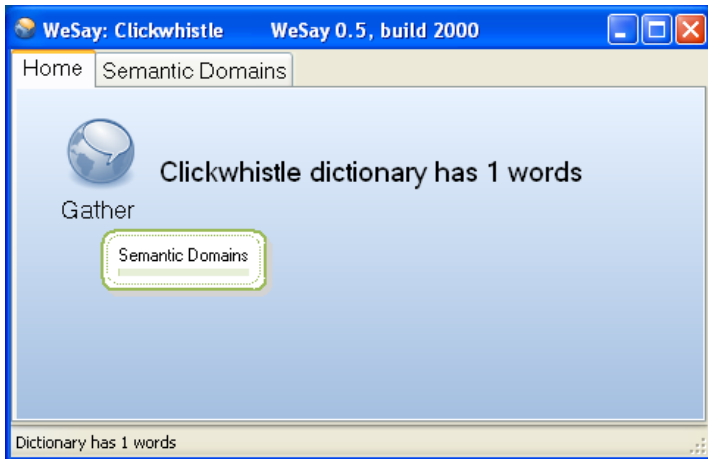 WeSay: Clickwhistle WeSay 0.5, build 2000
Home Semantic Domains
Clickwhistle dictionary has 1 words
Gather
Semantic Domains
Dictionary has 1 words